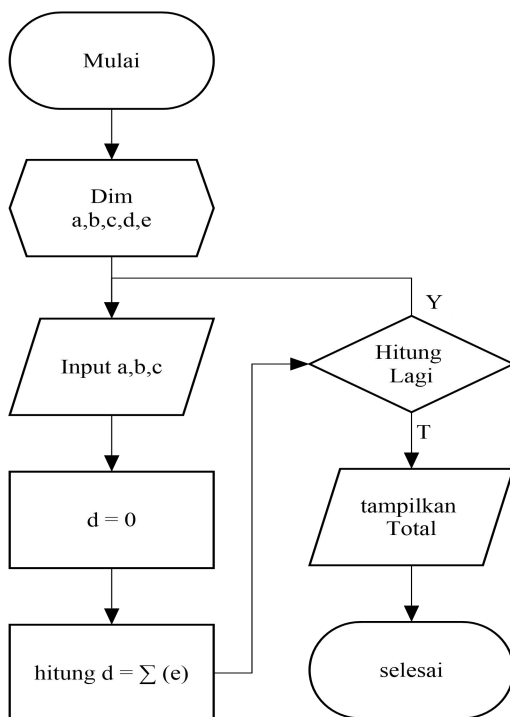 Mulai
Dim
a,b,c,d,e
Input a,b,c
d = 0
hitung d = ∑ (e)
Y
Hitung
Lagi
T
tampilkan
Total
selesai